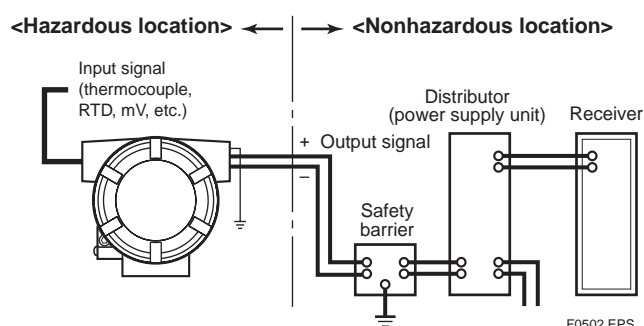 <Hazardous location>
<Nonhazardous location>
Input signal
(thermocouple,
RTD, mV, etc.)
Distributor
(power supply unit)
Receiver
+ Output signal
–
Safety
barrier
F0502.EPS